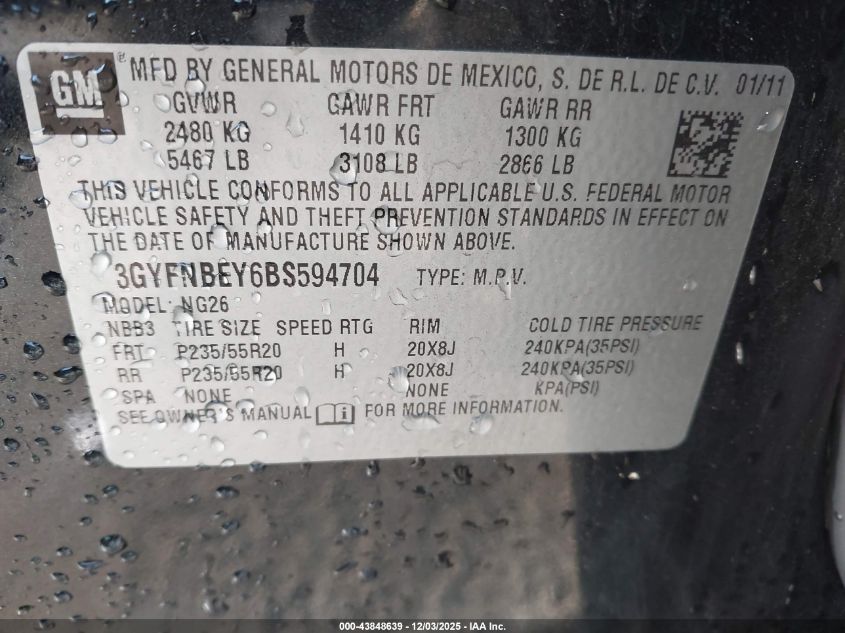 GM ® MFD BY GENERAL MOTORS DE MEXICO, S. DE R.L. DE C.V. 01/11
GVWR GAWR FRT GAWR RR
2480 KG 1410 KG 1300 KG
5467 LB 3108 LB 2866 LB
THIS VEHICLE CONFORMS TO ALL APPLICABLE U.S. FEDERAL MOTOR
VEHICLE SAFETY AND THEFT PREVENTION STANDARDS IN EFFECT ON
THE DATE OF MANUFACTURE SHOWN ABOVE.
3GYFNBEY6BS594704 TYPE: M.P.V.
MODEL: NG26
NBB3 TIRE SIZE SPEED RTG RIM COLD TIRE PRESSURE
FRT P235/55R20 H 20X8J 240KPA(35PSI)
RR P235/55R20 H 20X8J 240KPA(35PSI)
SPA NONE NONE KPA(PSI)
SEE OWNER'S MANUAL i FOR MORE INFORMATION.
000-43848639 - 12/03/2025 - IAA Inc.